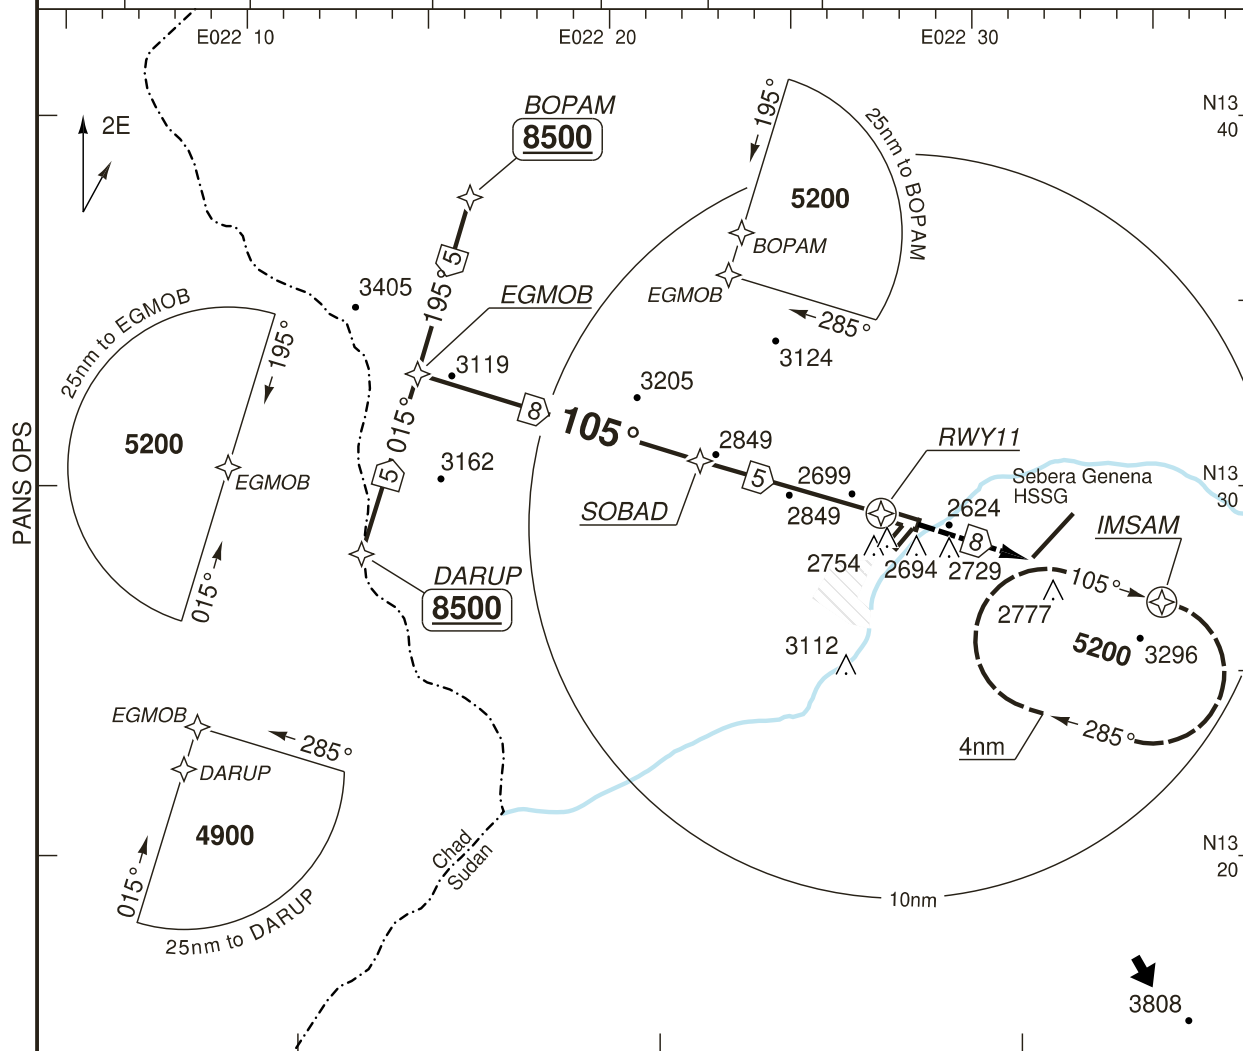 E022 10
E022 20
E022 30
N13
40
2E
BOPAM
8500
195°
25nm to BOPAM
5200
BOPAM
EGMOB
285°
3124
5
195°
3405
EGMOB
3119
25nm to EGMOB
195°
5200
EGMOB
015°
8
105°
3205
015°
5
3162
2849
SOBAD
5
2849
2699
RWY11
Sebera Genena
HSSG
N13
30
PANS OPS
2624
8
IMSAM
2754
2694
2729
DARUP
8500
2777
105°
5200
3296
3112
285°
4nm
EGMOB
285°
DARUP
4900
015°
25nm to DARUP
Chad
Sudan
N13
20
10nm
3808